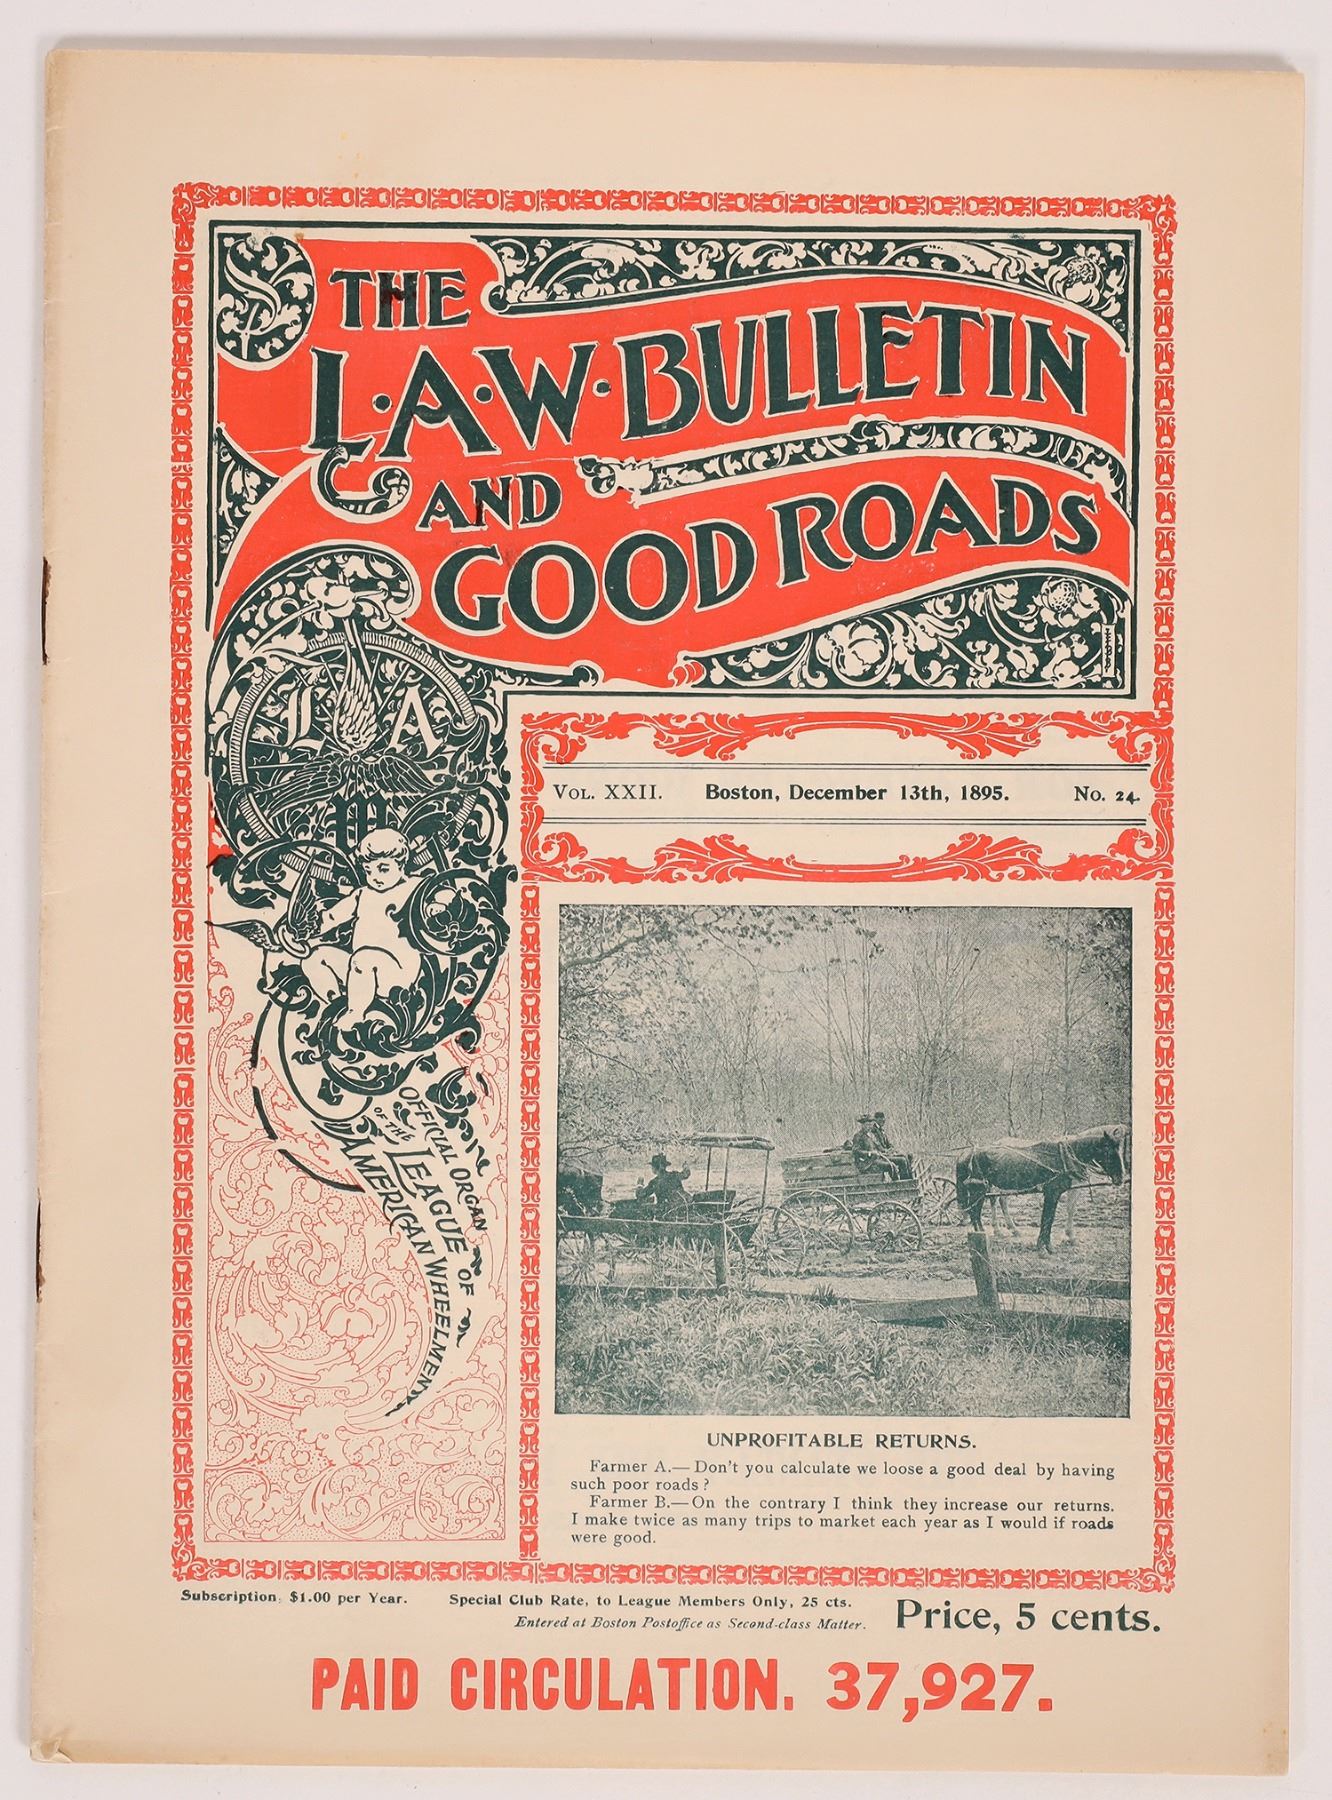 THE
L·A·W·BULLETIN
AND
GOOD ROADS
L A
W
VOL. XXII. Boston, December 13th, 1895. No. 24.
OFFICIAL ORGAN
OF THE
LEAGUE OF
AMERICAN WHEELMEN
UNPROFITABLE RETURNS.
Farmer A.— Don't you calculate we loose a good deal by having
such poor roads?
Farmer B.— On the contrary I think they increase our returns.
I make twice as many trips to market each year as I would if roads
were good.
Subscription, $1.00 per Year. Special Club Rate, to League Members Only, 25 cts.
Entered at Boston Postoffice as Second-class Matter.
Price, 5 cents.
PAID CIRCULATION. 37,927.